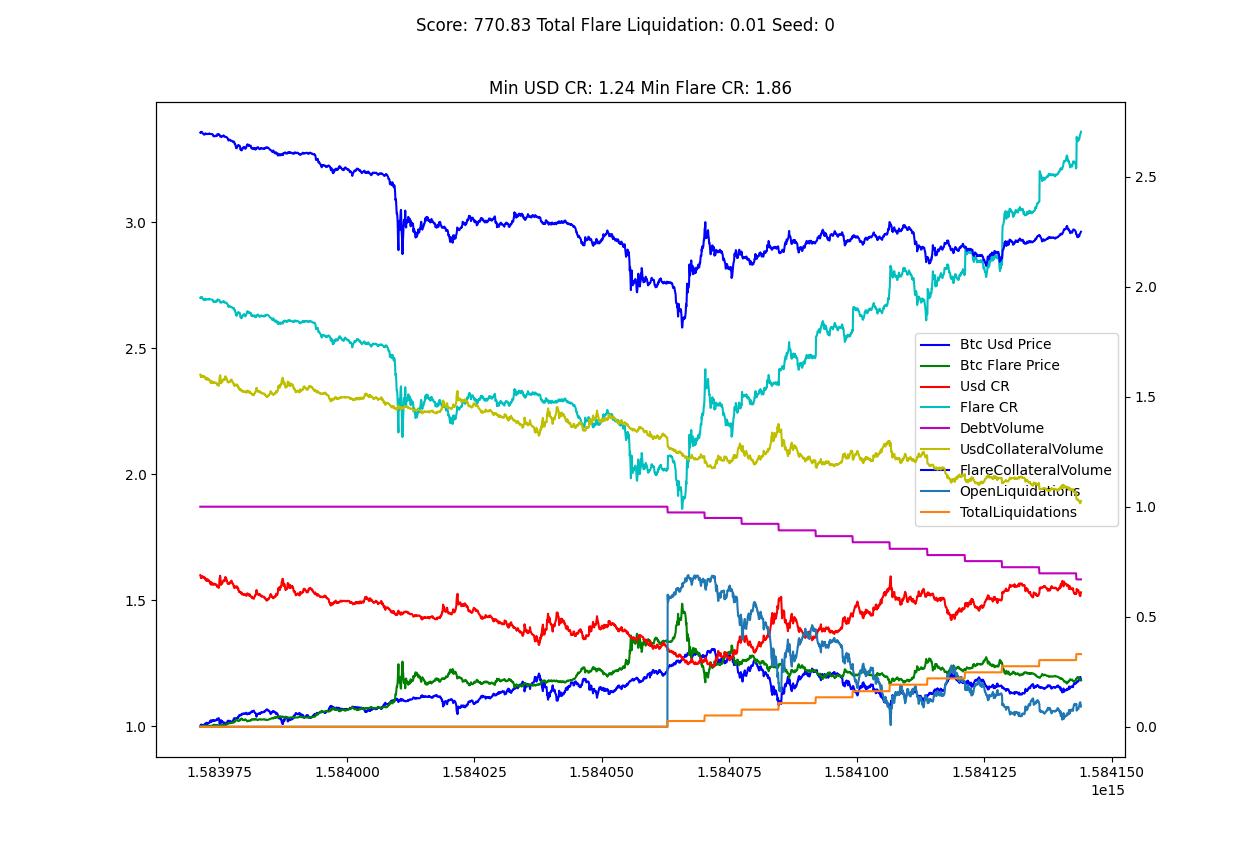 Score: 770.83 Total Flare Liquidation: 0.01 Seed: 0
Min USD CR: 1.24 Min Flare CR: 1.86
3.0
2.5
2.0
1.5
1.0
2.5
2.0
1.5
1.0
0.5
0.0
Btc Usd Price
Btc Flare Price
Usd CR
Flare CR
DebtVolume
UsdCollateralVolume
FlareCollateralVolume
OpenLiquidations
TotalLiquidations
1.583975 1.584000 1.584025 1.584050 1.584075 1.584100 1.584125 1.584150
1e15